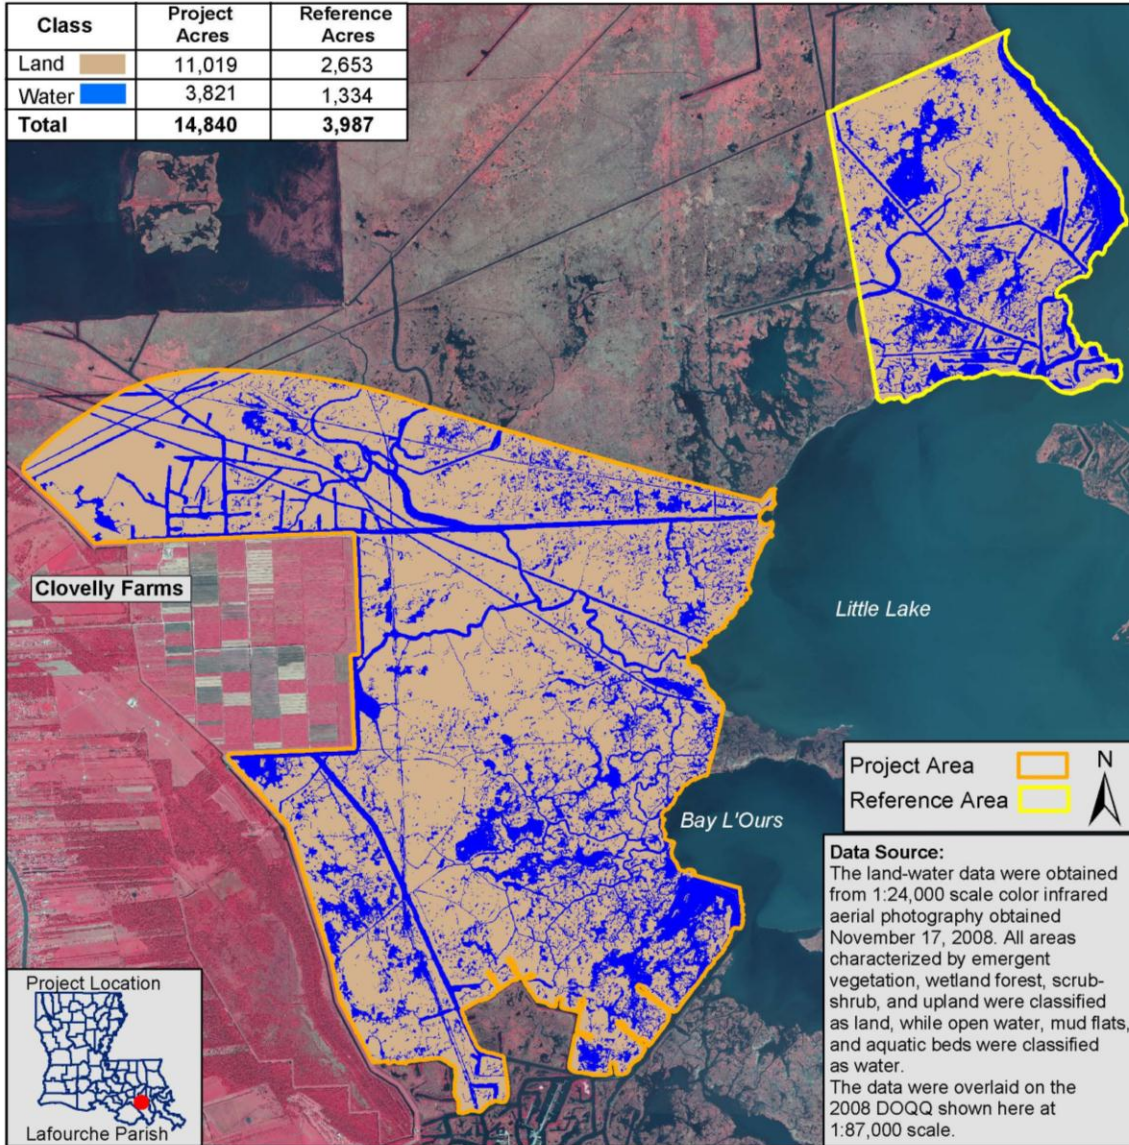 Class Project Acres Reference Acres
Land 11,019 2,653
Water 3,821 1,334
Total 14,840 3,987
Clovelly Farms
Little Lake
Bay L'Ours
Project Area
Reference Area
N
Data Source:
The land-water data were obtained
from 1:24,000 scale color infrared
aerial photography obtained
November 17, 2008. All areas
characterized by emergent
vegetation, wetland forest, scrub-
shrub, and upland were classified
as land, while open water, mud flats,
and aquatic beds were classified
as water.
The data were overlaid on the
2008 DOQQ shown here at
1:87,000 scale.
Project Location
Lafourche Parish